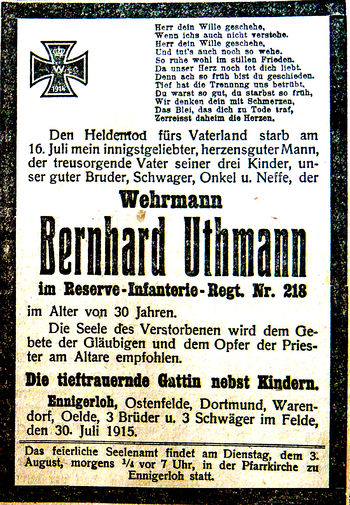 Herr dein Wille geschehe,
Wenn ichs auch nicht verstehe.
Herr dein Wille geschehe,
Und tut's auch noch so wehe.
So ruhe wohl im stillen Frieden.
Da unser Herz noch tot dich liebt.
Denn ach so früh bist du geschieden.
Tief hat die Trennung uns betrübt,
Du warst so gut, du starbst so früh,
Wir denken dein mit Schmerzen,
Das Blei, das dich zu Tode traf,
Zerreisst daheim die Herzen.
W
1914
Den Heldentod fürs Vaterland starb am
16. Juli mein innigstgeliebter, herzensguter Mann,
der treusorgende Vater seiner drei Kinder, un-
ser guter Bruder, Schwager, Onkel u. Neffe, der
Wehrmann
Bernhard Uthmann
im Reserve-Infanterie-Regt. Nr. 218
im Alter von 30 Jahren.
Die Seele des Verstorbenen wird dem Ge-
bete der Gläubigen und dem Opfer der Pries-
ter am Altare empfohlen.
Die tieftrauernde Gattin nebst Kindern.
Ennigerloh, Ostenfelde, Dortmund, Waren-
dorf, Oelde, 3 Brüder u. 3 Schwäger im Felde,
den 30. Juli 1915.
Das feierliche Seelenamt findet am Dienstag, dem 3.
August, morgens ¼ vor 7 Uhr, in der Pfarrkirche zu
Ennigerloh statt.